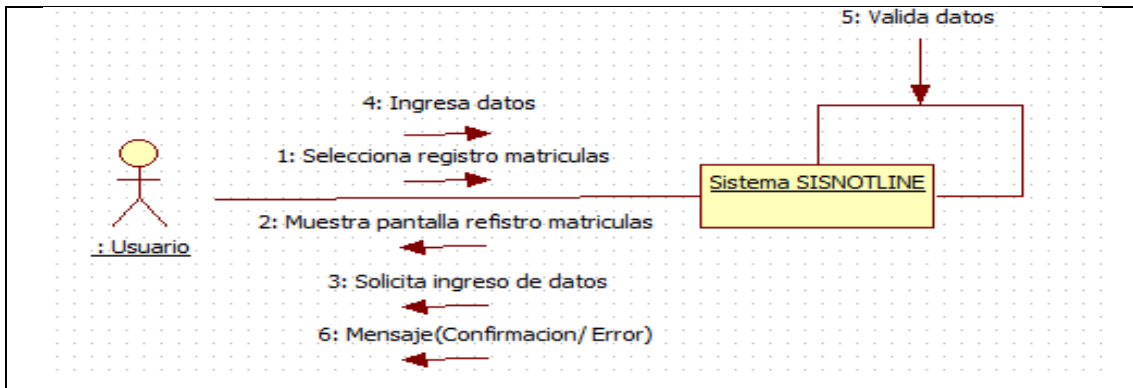 5: Valida datos
4: Ingresa datos
1: Selecciona registro matriculas
Sistema SISNOTLINE
2: Muestra pantalla refistro matriculas
: Usuario
3: Solicita ingreso de datos
6: Mensaje(Confirmacion/ Error)